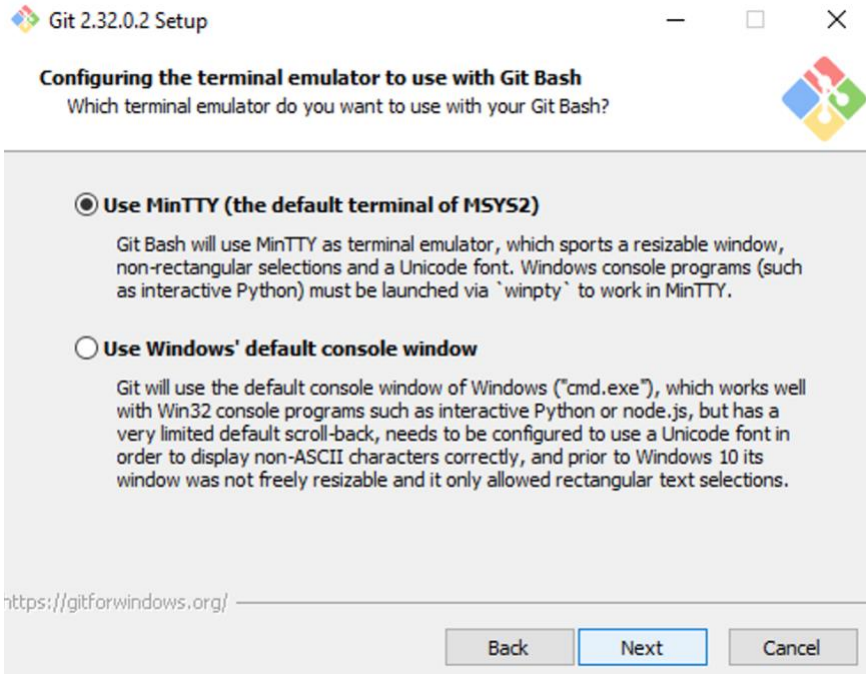 Git 2.32.0.2 Setup
Configuring the terminal emulator to use with Git Bash
Which terminal emulator do you want to use with your Git Bash?
Use MinTTY (the default terminal of MSYS2)
Git Bash will use MinTTY as terminal emulator, which sports a resizable window,
non-rectangular selections and a Unicode font. Windows console programs (such
as interactive Python) must be launched via `winpty` to work in MinTTY.
Use Windows' default console window
Git will use the default console window of Windows ("cmd.exe"), which works well
with Win32 console programs such as interactive Python or node.js, but has a
very limited default scroll-back, needs to be configured to use a Unicode font in
order to display non-ASCII characters correctly, and prior to Windows 10 its
window was not freely resizable and it only allowed rectangular text selections.
https://gitforwindows.org/
Back Next Cancel